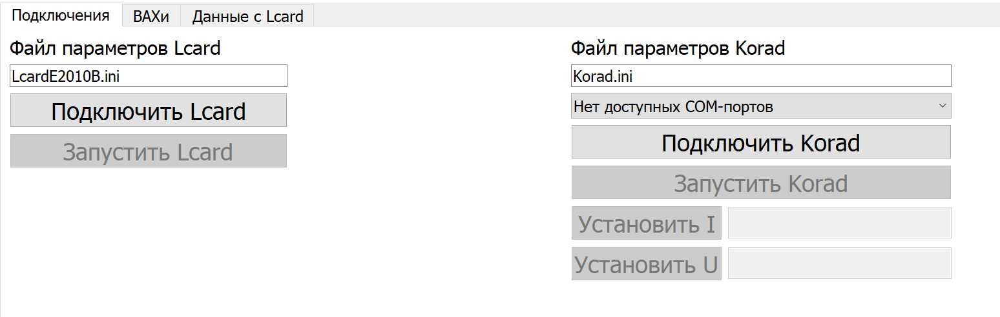 Подключения ВАХи Данные с Lcard
Файл параметров Lcard
LcardE2010B.ini
Подключить Lcard
Запустить Lcard
Файл параметров Korad
Korad.ini
Нет доступных COM-портов
Подключить Korad
Запустить Korad
Установить I
Установить U